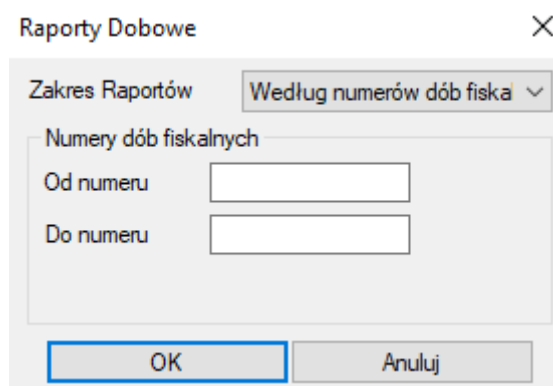 Raporty Dobowe
Zakres Raportów Według numerów dób fiskal
Numery dób fiskalnych
Od numeru
Do numeru
OK Anuluj